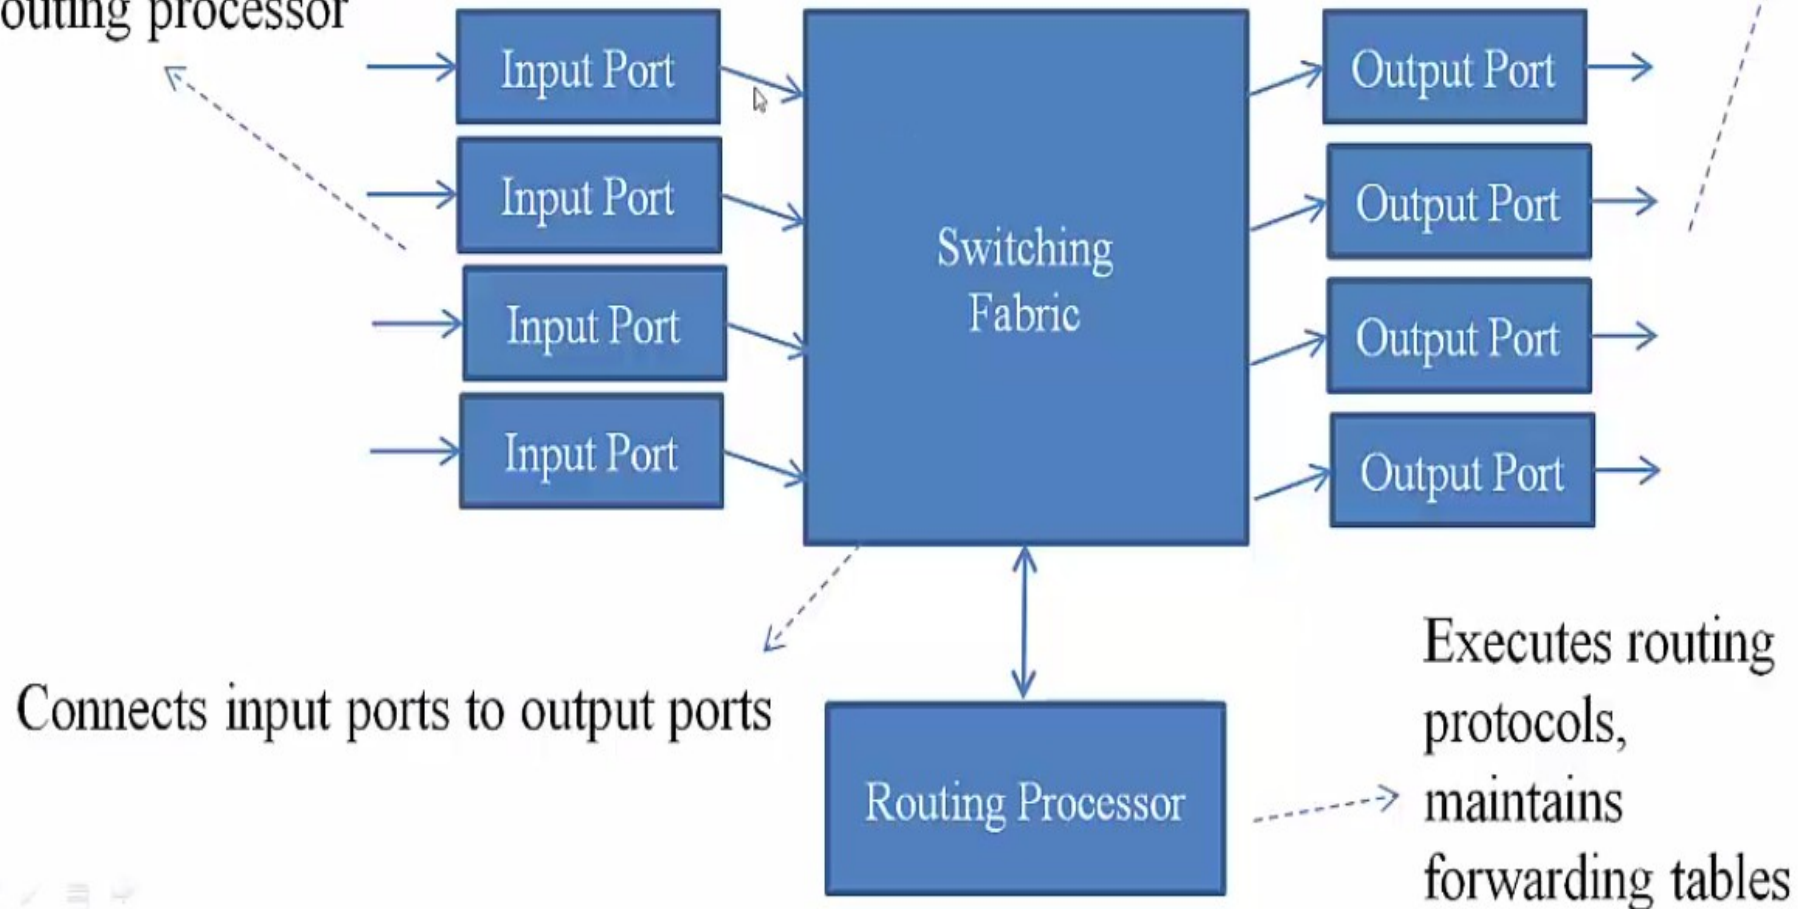 outing processor
Input Port
Output Port
Input Port
Output Port
Switching
Fabric
Input Port
Output Port
Input Port
Output Port
Connects input ports to output ports
Routing Processor
Executes routing
protocols,
maintains
forwarding tables